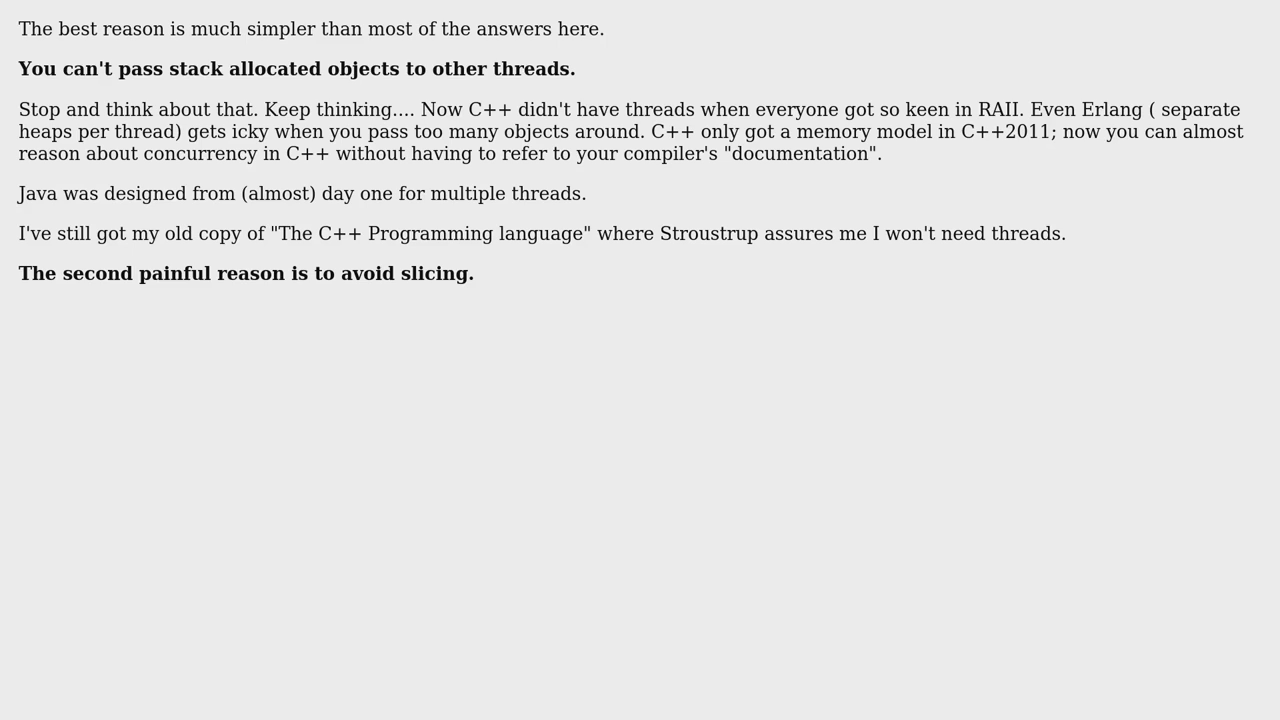 The best reason is much simpler than most of the answers here.
You can't pass stack allocated objects to other threads.
Stop and think about that. Keep thinking.... Now C++ didn't have threads when everyone got so keen in RAII. Even Erlang ( separate
heaps per thread) gets icky when you pass too many objects around. C++ only got a memory model in C++2011; now you can almost
reason about concurrency in C++ without having to refer to your compiler's "documentation".
Java was designed from (almost) day one for multiple threads.
I've still got my old copy of "The C++ Programming language" where Stroustrup assures me I won't need threads.
The second painful reason is to avoid slicing.